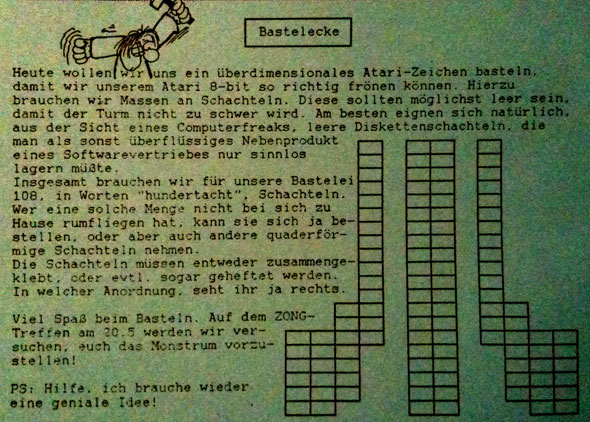 Bastelecke
Heute wollen wir uns ein überdimensionales Atari-Zeichen basteln,
damit wir unserem Atari 8-bit so richtig frönen können. Hierzu
brauchen wir Massen an Schachteln. Diese sollten möglichst leer sein,
damit der Turm nicht zu schwer wird. Am besten eignen sich natürlich,
aus der Sicht eines Computerfreaks, leere Diskettenschachteln, die
man als sonst überflüssiges Nebenprodukt
eines Softwarevertriebes nur sinnlos
lagern müßte.
Insgesamt brauchen wir für unsere Bastelei
108, in Worten "hundertacht", Schachteln.
Wer eine solche Menge nicht bei sich zu
Hause rumfliegen hat, kann sie sich ja be-
stellen, oder aber auch andere quaderför-
mige Schachteln nehmen.
Die Schachteln müssen entweder zusammenge-
klebt, oder evtl. sogar geheftet werden.
In welcher Anordnung, seht ihr ja rechts.
Viel Spaß beim Basteln. Auf dem ZONG-
Treffen am 20.5 werden wir ver-
suchen, euch das Monstrum vorzu-
stellen!
PS: Hilfe, ich brauche wieder
eine geniale Idee!